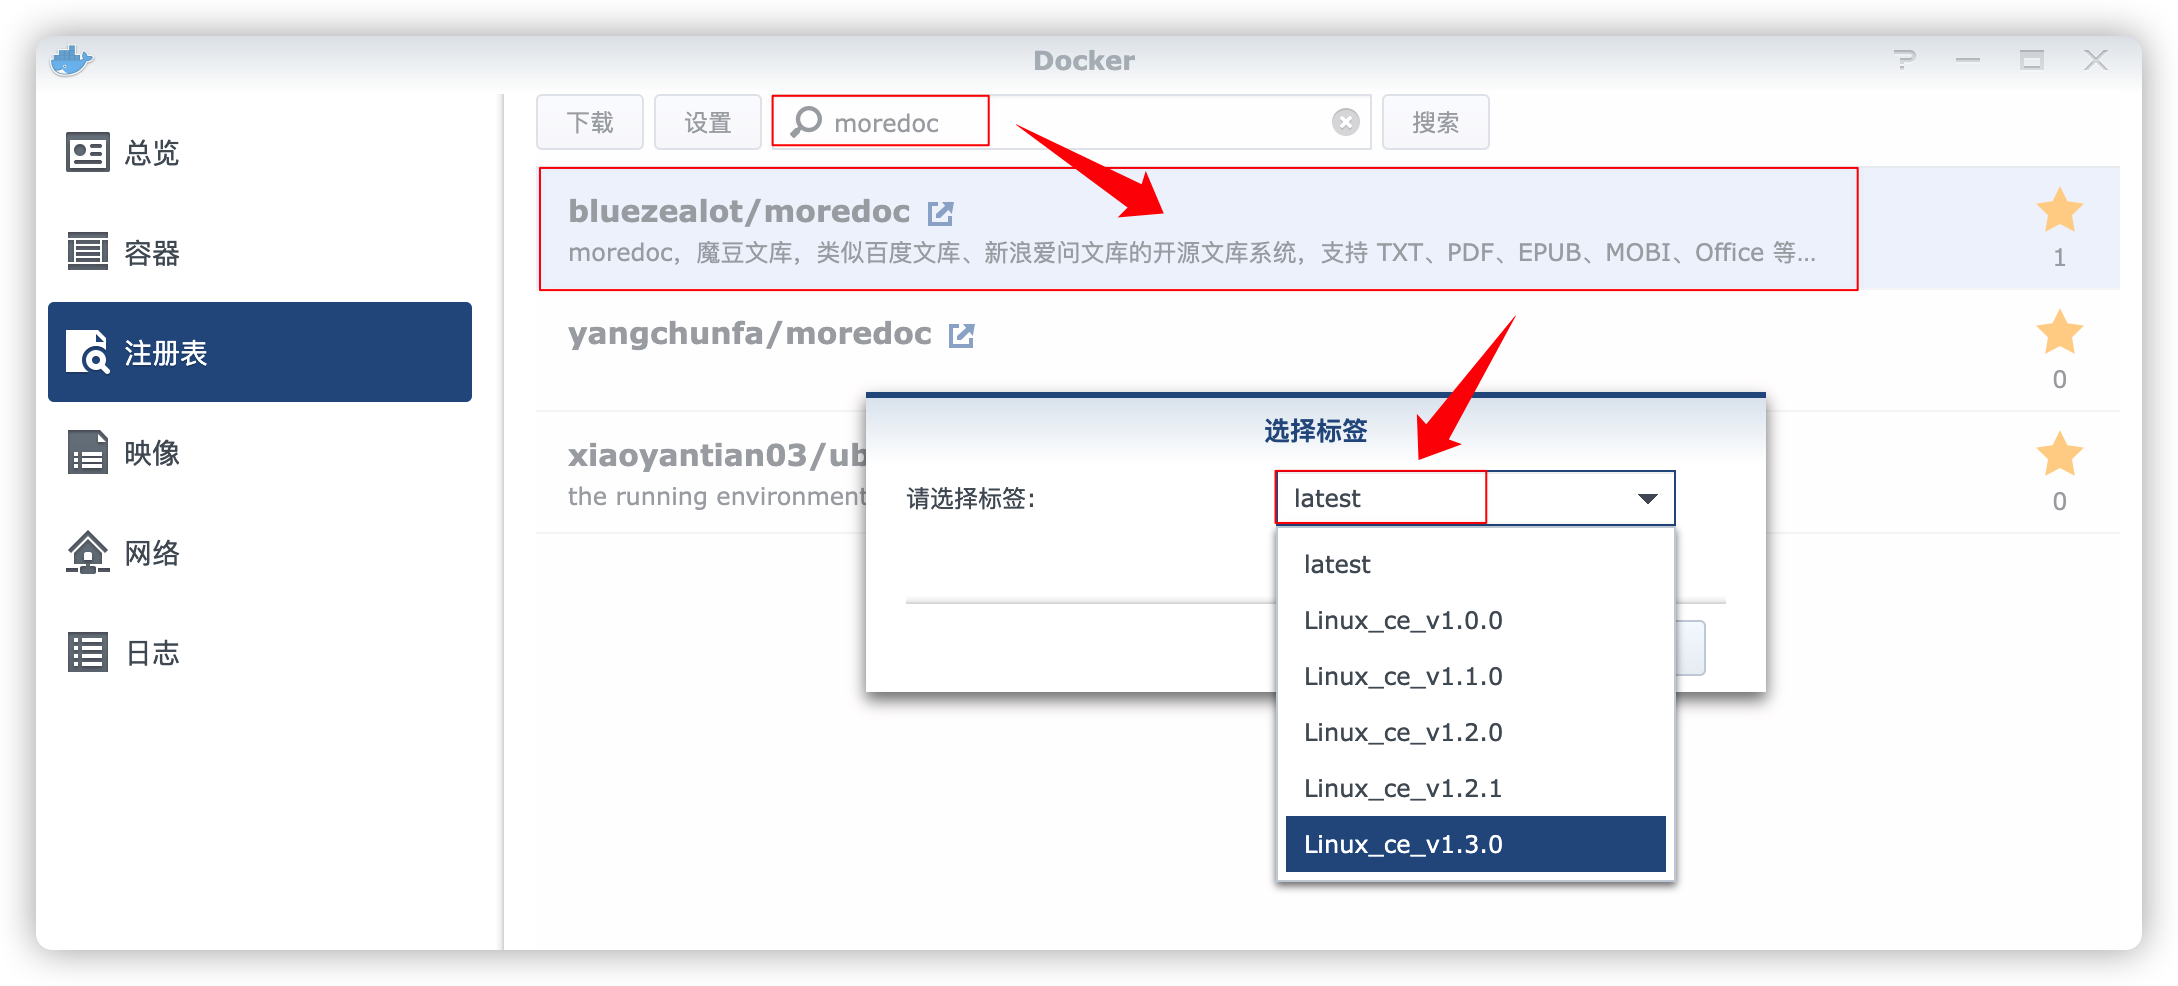 Docker
总览
容器
注册表
映像
网络
日志
下载
设置
moredoc
搜索
bluezealot/moredoc
moredoc，魔豆文库，类似百度文库、新浪爱问文库的开源文库系统，支持 TXT、PDF、EPUB、MOBI、Office 等...
1
yangchunfa/moredoc
0
xiaoyantian03/ub
the running environment
0
选择标签
请选择标签:
latest
latest
Linux_ce_v1.0.0
Linux_ce_v1.1.0
Linux_ce_v1.2.0
Linux_ce_v1.2.1
Linux_ce_v1.3.0